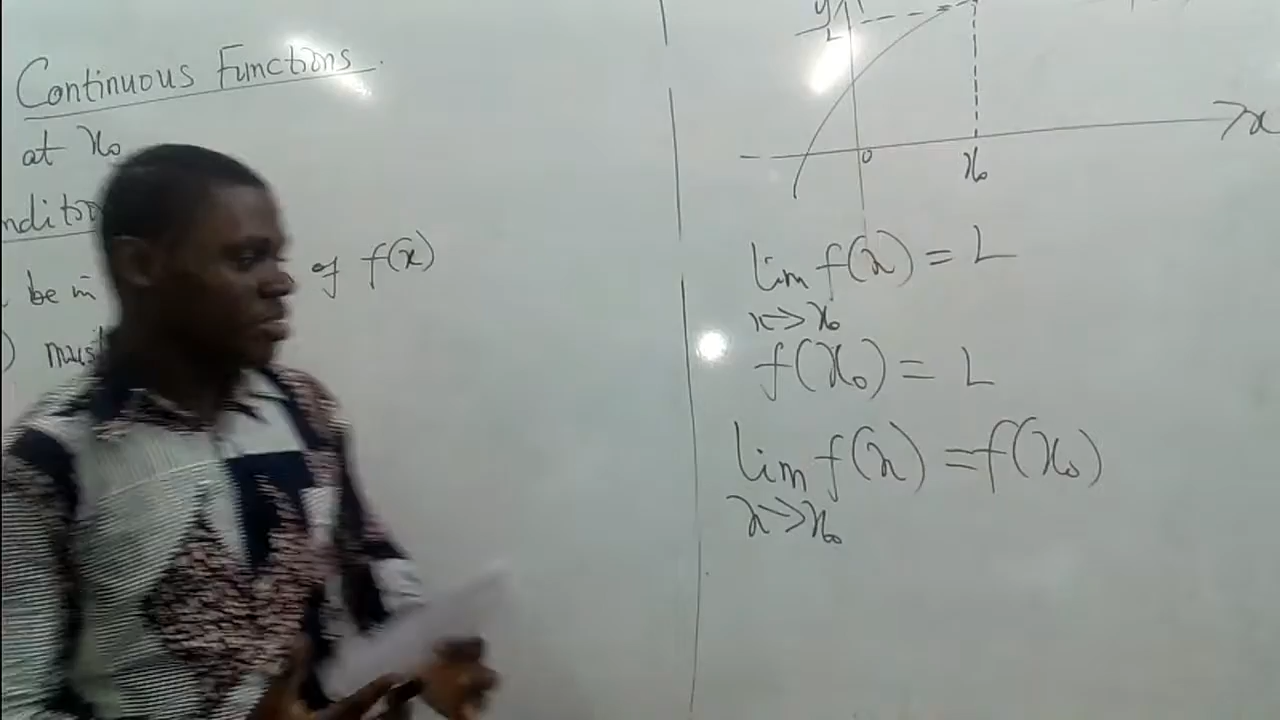 Continuous Functions.
at x₀
be in of f(x)
) must
y
L
0
x₀
x
lim f(x) = L
x→x₀
f(x₀) = L
lim f(x) = f(x₀)
x→x₀